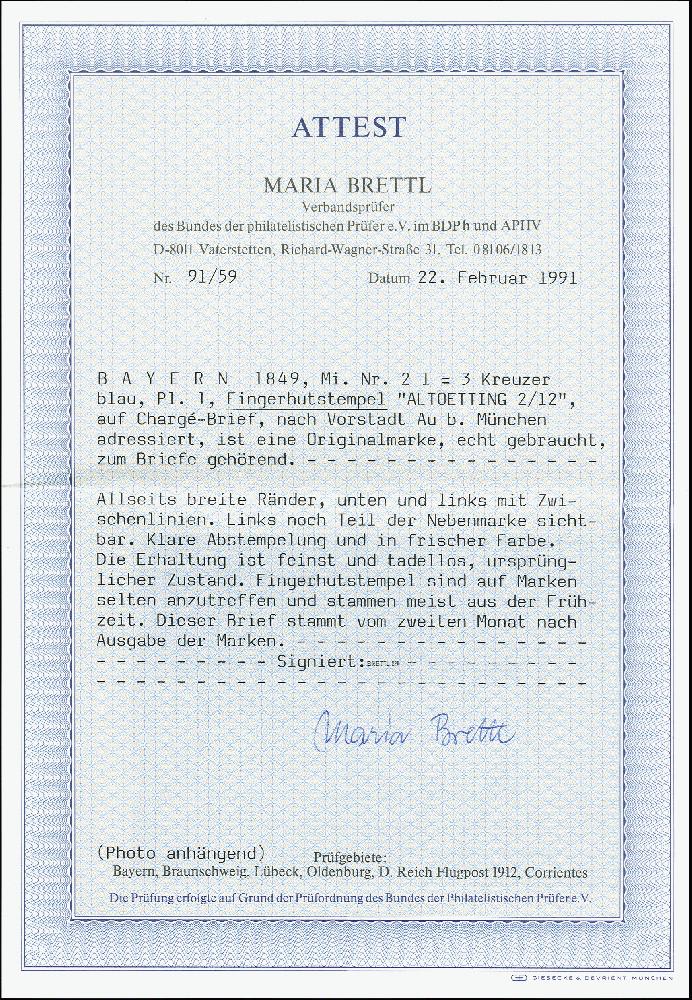 ATTEST
MARIA BRETTL
Verbandsprüfer
des Bundes der philatelistischen Prüfer e.V. im BDPh und APHV
D-8011 Vaterstetten, Richard-Wagner-Straße 31, Tel. 08106/1813
Nr. 91/59 Datum 22. Februar 1991
B A Y E R N 1849, Mi. Nr. 2 I = 3 Kreuzer
blau, Pl. 1, Fingerhutstempel "ALTOETTING 2/12",
auf Chargé-Brief, nach Vorstadt Au b. München
adressiert, ist eine Originalmarke, echt gebraucht,
zum Briefe gehörend. - - - - - - - - - - - - - - -
Allseits breite Ränder, unten und links mit Zwi-
schenlinien. Links noch Teil der Nebenmarke sicht-
bar. Klare Abstempelung und in frischer Farbe.
Die Erhaltung ist feinst und tadellos, ursprüng-
licher Zustand. Fingerhutstempel sind auf Marken
selten anzutreffen und stammen meist aus der Früh-
zeit. Dieser Brief stammt vom zweiten Monat nach
Ausgabe der Marken. - - - - - - - - - - - - - - -
- - - - - - - - - Signiert: - - - - - - - - -
- - - - - - - - - - - - - - - - - - - - - - - - -
Maria Brettl
(Photo anhängend) Prüfgebiete:
Bayern, Braunschweig, Lübeck, Oldenburg, D. Reich Flugpost 1912, Corrientes
Die Prüfung erfolgte auf Grund der Prüfordnung des Bundes der Philatelistischen Prüfer e.V.
GIESECKE & DEVRIENT MÜNCHEN